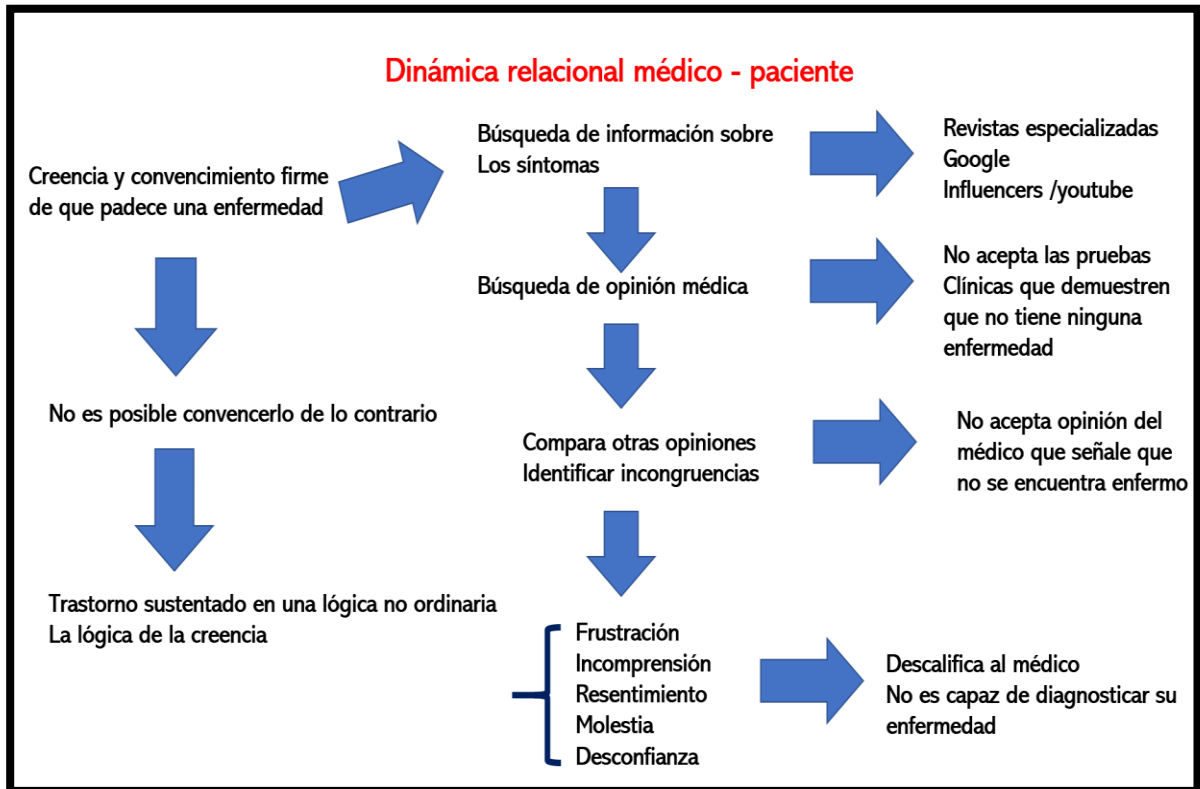 Dinámica relacional médico - paciente
Creencia y convencimiento firme
de que padece una enfermedad
No es posible convencerlo de lo contrario
Trastorno sustentado en una lógica no ordinaria
La lógica de la creencia
Búsqueda de información sobre
Los síntomas
Revistas especializadas
Google
Influencers /youtube
Búsqueda de opinión médica
No acepta las pruebas
Clínicas que demuestren
que no tiene ninguna
enfermedad
Compara otras opiniones
Identificar incongruencias
No acepta opinión del
médico que señale que
no se encuentra enfermo
Frustración
Incomprensión
Resentimiento
Molestia
Desconfianza
Descalifica al médico
No es capaz de diagnosticar su
enfermedad